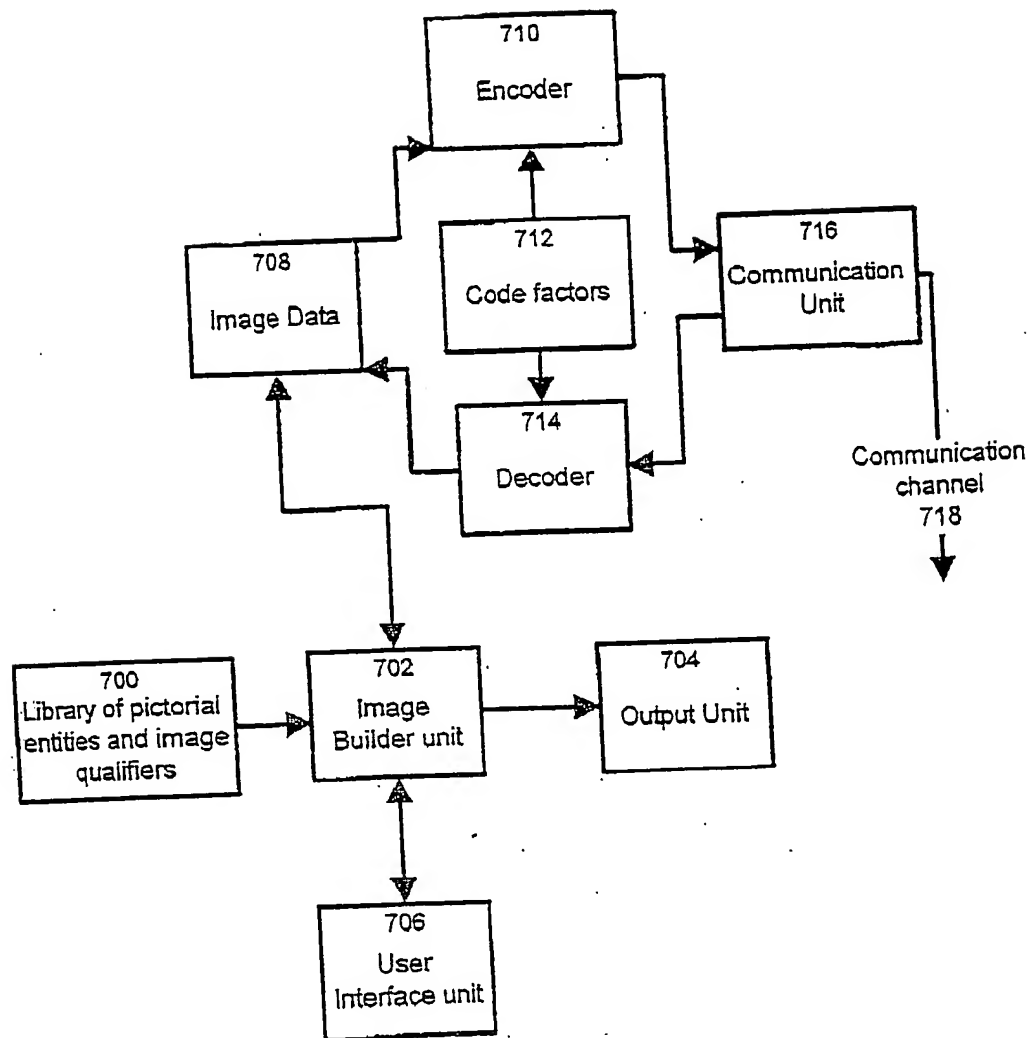 710
Encoder
712
Code factors
716
Communication
Unit
708
Image Data
714
Decoder
Communication
channel
718
700
Library of pictorial
entities and image
qualifiers
702
Image
Builder unit
704
Output Unit
706
User
Interface unit